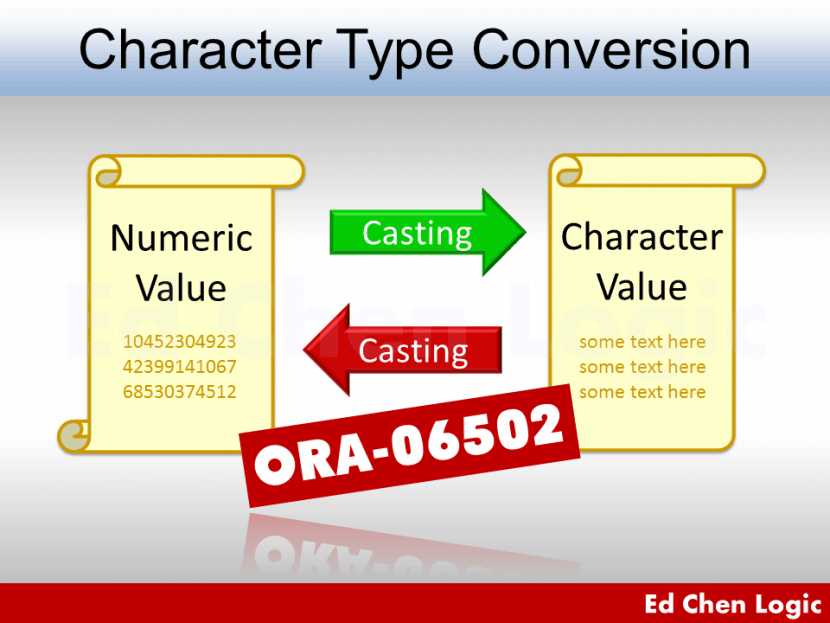 Character Type Conversion
Numeric
Value
10452304923
42399141067
68530374512
Casting
Casting
Character
Value
some text here
some text here
some text here
ORA-06502
Ed Chen Logic
Ed Chen Logic